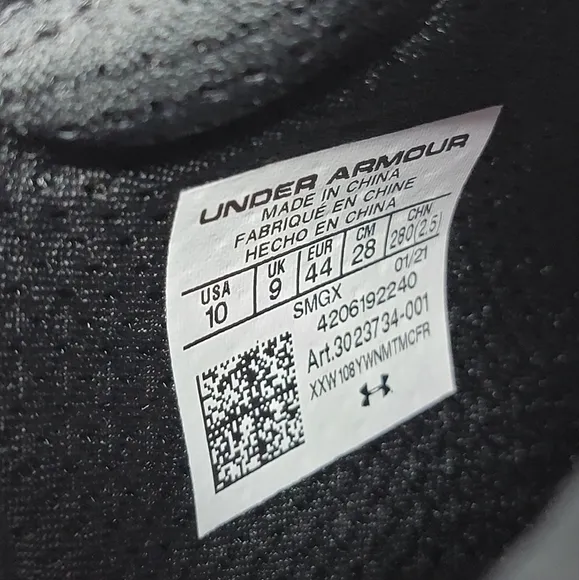 UNDER ARMOUR
MADE IN CHINA
FABRIQUÉ EN CHINE
HECHO EN CHINA
USA UK EUR CM CHN
10 9 44 28 280(2.5)
SMGX 01/21
4206192240
Art.3023734-001
XXW108YWNMTMCFR